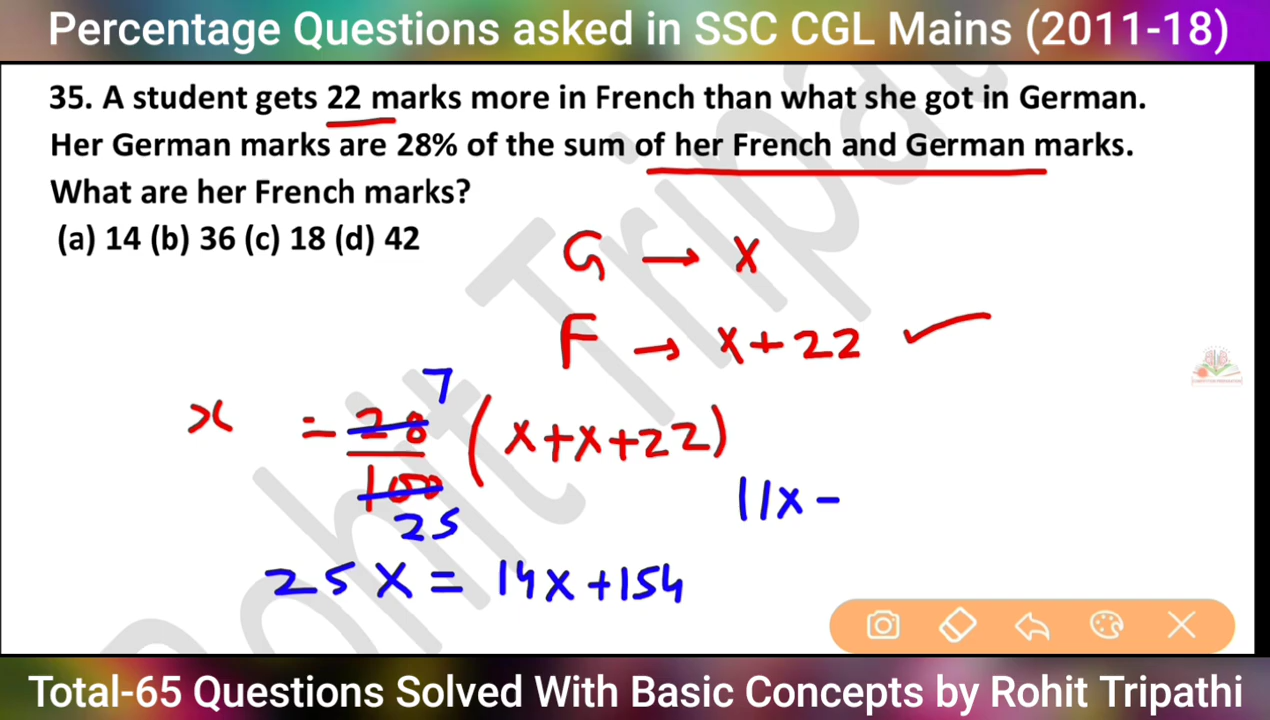 Percentage Questions asked in SSC CGL Mains (2011-18)
35. A student gets 22 marks more in French than what she got in German.
Her German marks are 28% of the sum of her French and German marks.
What are her French marks?
(a) 14 (b) 36 (c) 18 (d) 42
G → x
F → x+22 ✓
7
x = 28/100 (x+x+22)
25
11x -
25x = 14x+154
Rohit Tripat
Total-65 Questions Solved With Basic Concepts by Rohit Tripathi